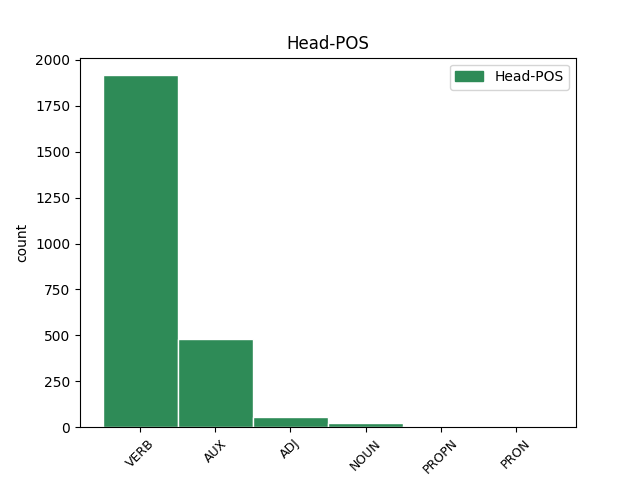 Head-POS
Head-POS
2000
1750
1500
1250
1000
750
500
250
0
count
VERB
AUX
ADJ
NOUN
PROPN
PRON